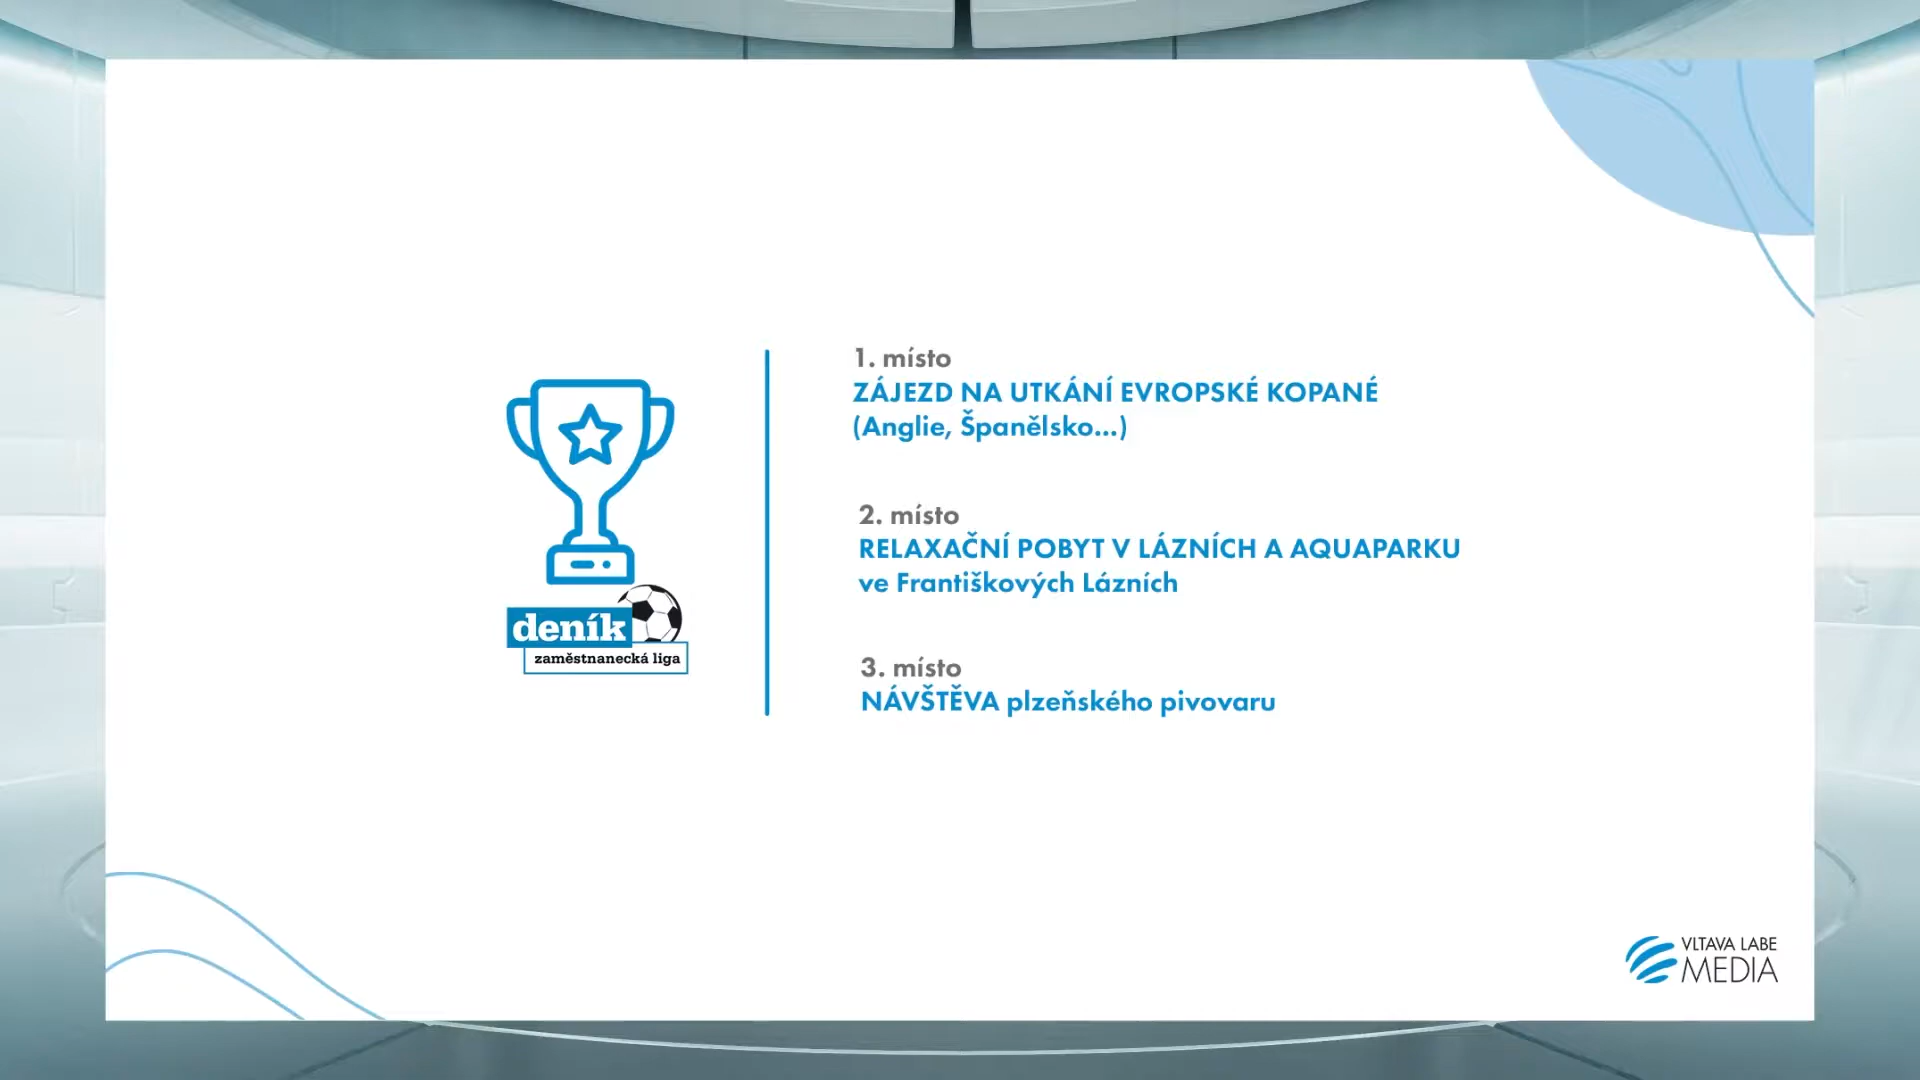 1. místo
ZÁJEZD NA UTKÁNÍ EVROPSKÉ KOPANÉ
(Anglie, Španělsko...)
2. místo
RELAXAČNÍ POBYT V LÁZNÍCH A AQUAPARKU
ve Františkových Lázních
3. místo
NÁVŠTĚVA plzeňského pivovaru
deník
zaměstnanecká liga
VLTAVA LABE
MEDIA